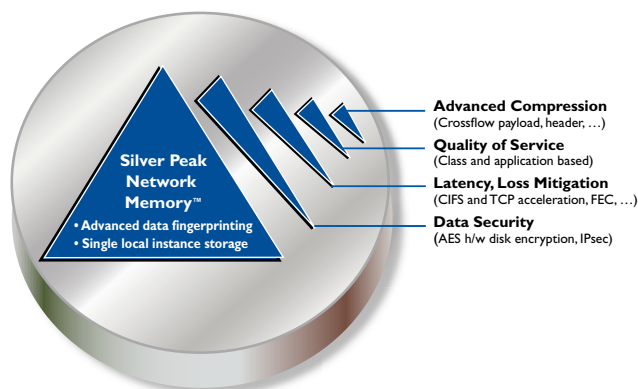 Silver Peak
Network
Memory™
• Advanced data fingerprinting
• Single local instance storage
Advanced Compression
(Crossflow payload, header, …)
Quality of Service
(Class and application based)
Latency, Loss Mitigation
(CIFS and TCP acceleration, FEC, …)
Data Security
(AES h/w disk encryption, IPsec)